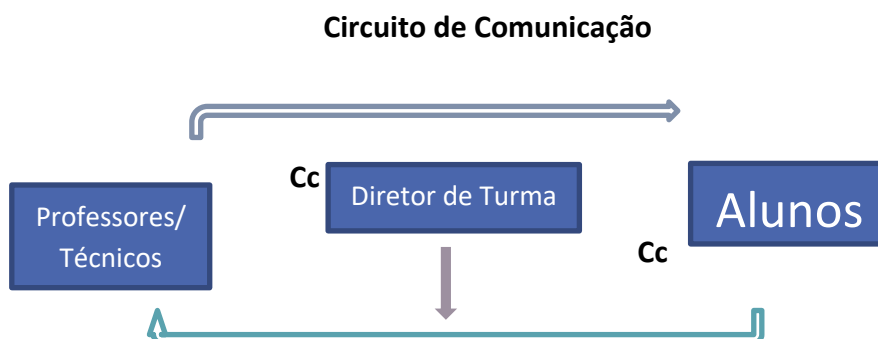 Circuito de Comunicação
Cc
Diretor de Turma
Professores/
Técnicos
Alunos
Cc